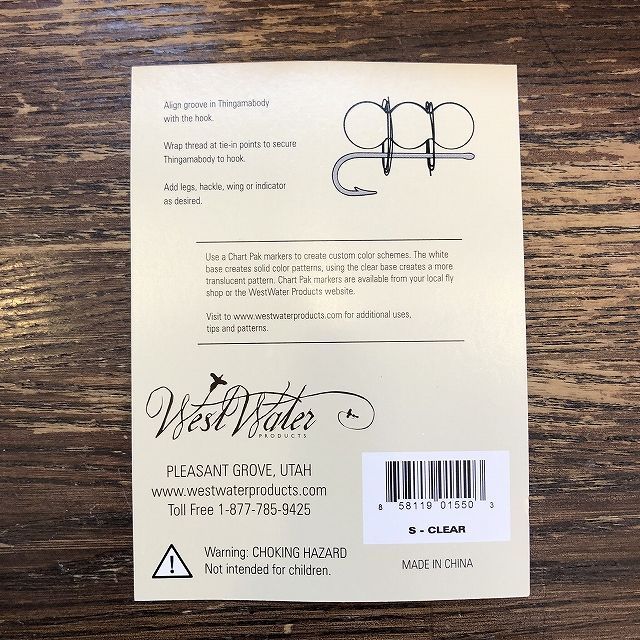 Align groove in Thingamabody
with the hook.
Wrap thread at tie-in points to secure
Thingamabody to hook.
Add legs, hackle, wing or indicator
as desired.
Use a Chart Pak markers to create custom color schemes. The white
base creates solid color patterns, using the clear base creates a more
translucent pattern. Chart Pak markers are available from your local fly
shop or the WestWater Products website.
Visit to www.westwaterproducts.com for additional uses,
tips and patterns.
West Water
PRODUCTS
PLEASANT GROVE, UTAH
www.westwaterproducts.com
Toll Free 1-877-785-9425
8 58119 01550 3
S - CLEAR
Warning: CHOKING HAZARD
Not intended for children.
MADE IN CHINA